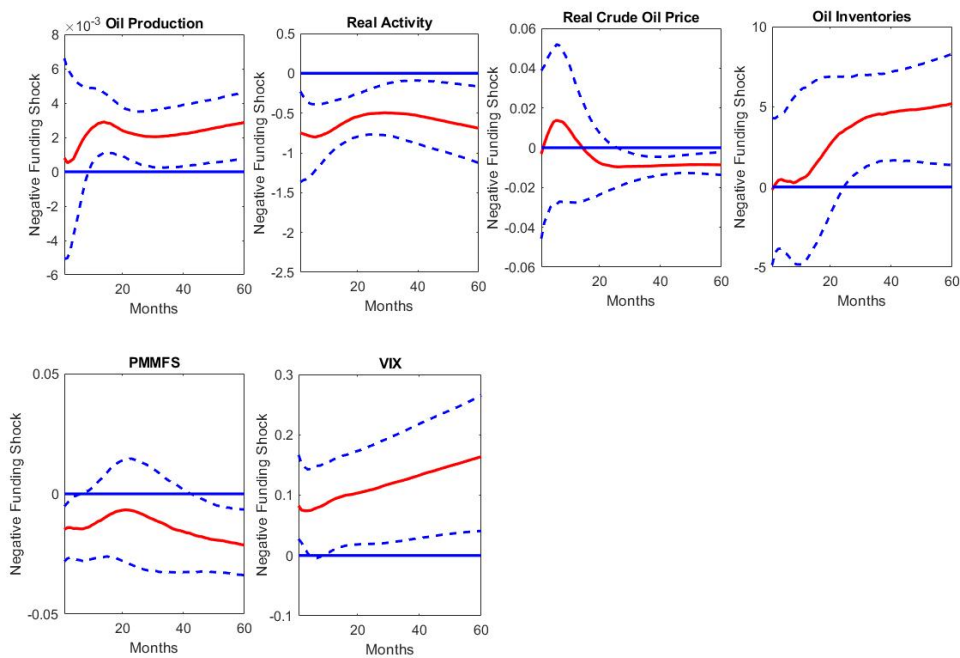 ×10⁻³ Oil Production
Real Activity
Real Crude Oil Price
Oil Inventories
Negative Funding Shock
8
6
4
2
0
-2
-4
-6
20
40
60
Months
Negative Funding Shock
0.5
0
-0.5
-1
-1.5
-2
-2.5
20
40
60
Months
Negative Funding Shock
0.06
0.04
0.02
0
-0.02
-0.04
-0.06
20
40
60
Months
Negative Funding Shock
10
5
0
-5
20
40
60
Months
PMMFS
VIX
Negative Funding Shock
0.05
0
-0.05
20
40
60
Months
Negative Funding Shock
0.3
0.2
0.1
0
-0.1
20
40
60
Months